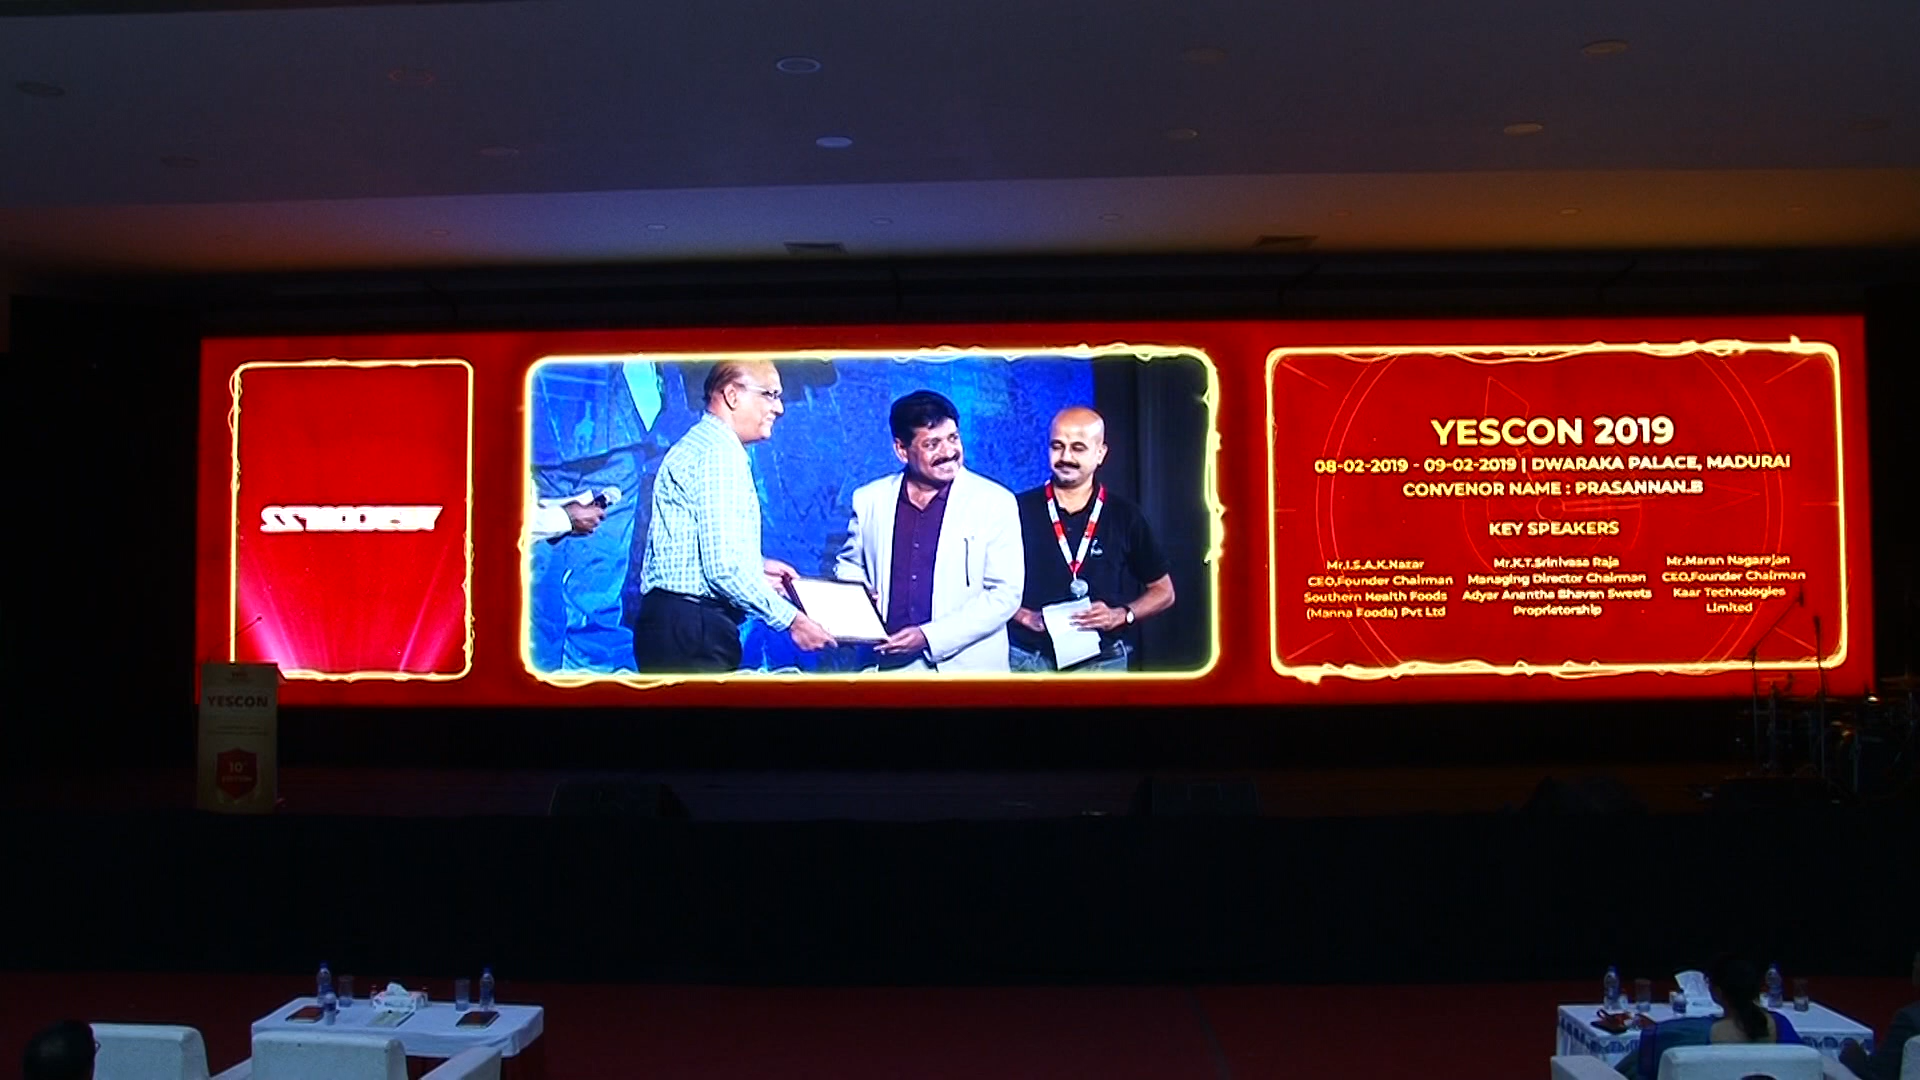 YESCON 2019
08-02-2019 - 09-02-2019 | DWARAKA PALACE, MADURAI
CONVENOR NAME : PRASANNAN.B
KEY SPEAKERS
Mr.I.S.A.K.Nazar
CEO,Founder Chairman
Southern Health Foods
(Manna Foods) Pvt Ltd
Mr.K.T.Srinivasa Raja
Managing Director Chairman
Adyar Anantha Bhavan Sweets
Proprietorship
Mr.Maran Nagarajan
CEO,Founder Chairman
Kaar Technologies
Limited
YESCON
10